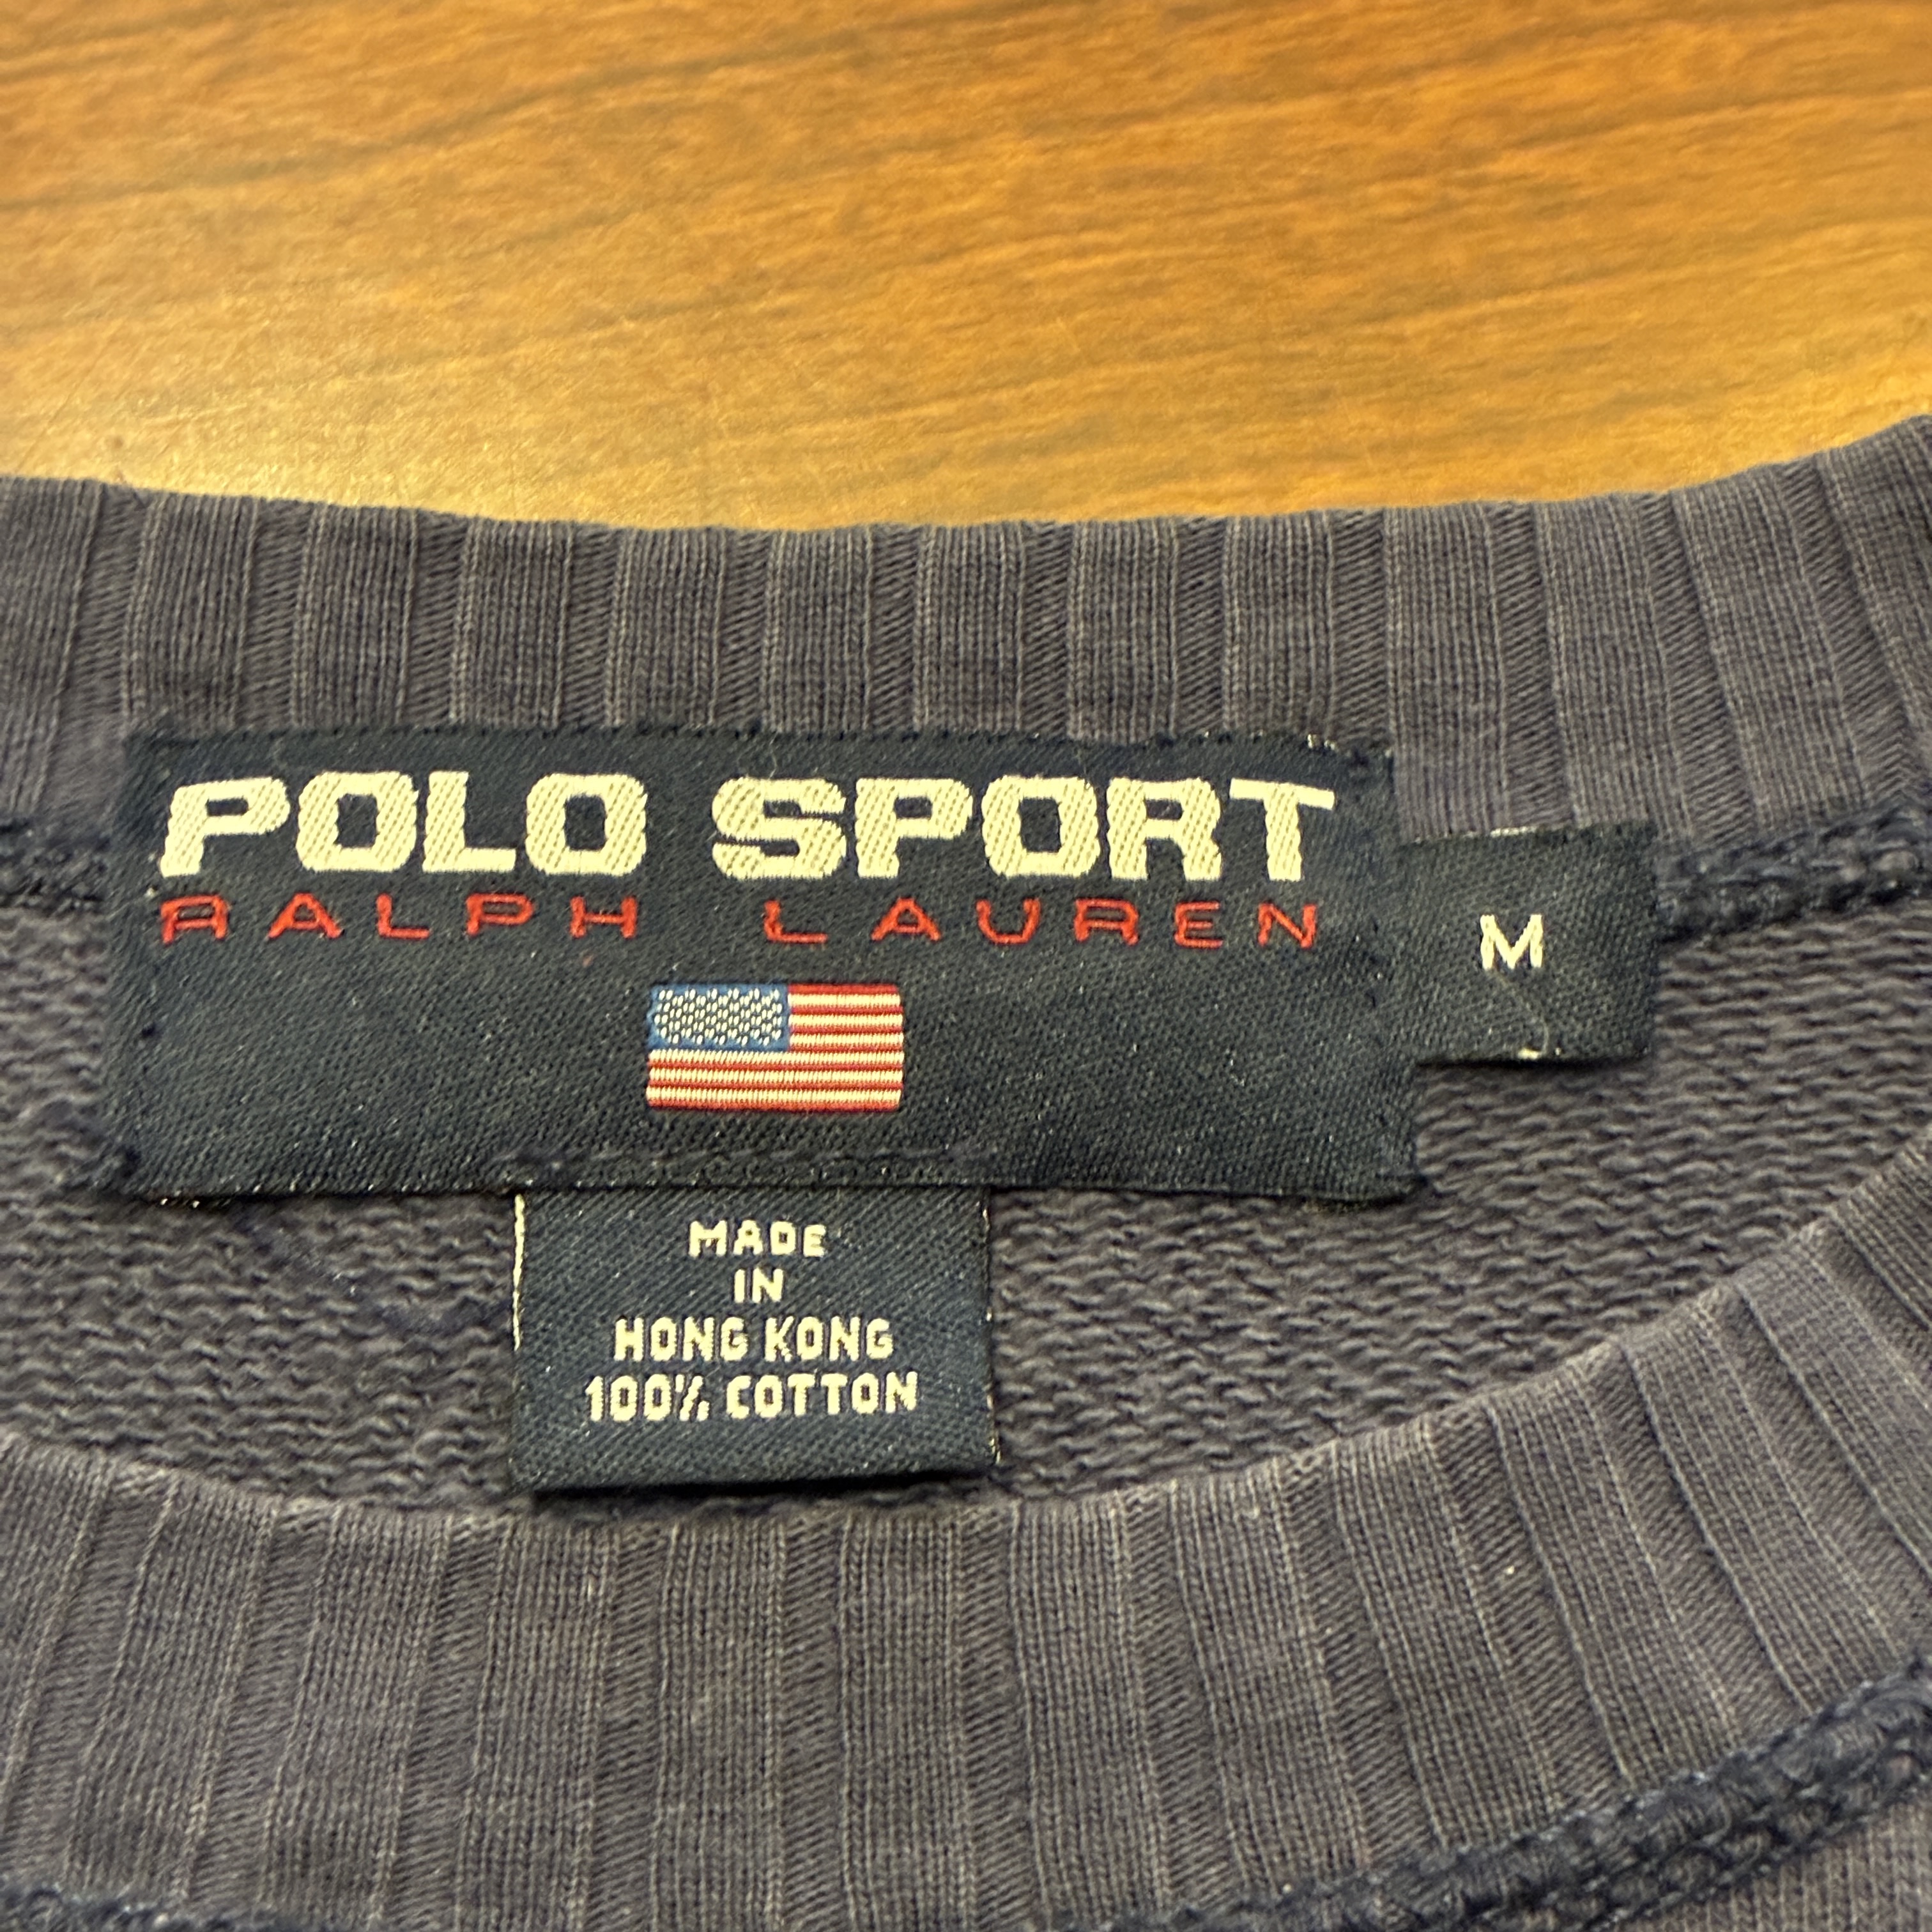 POLO SPORT
RALPH LAUREN
M
MADE
IN
HONG KONG
100% COTTON